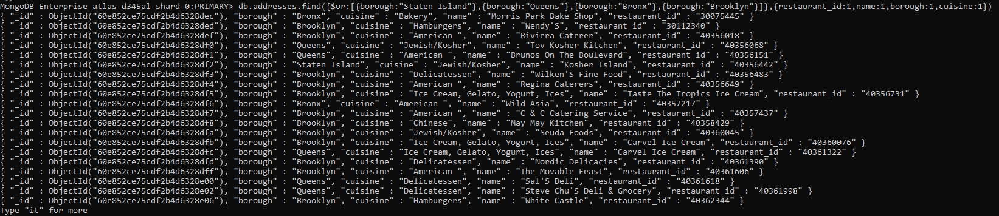 MongoDB Enterprise atlas-d345al-shard-0:PRIMARY> db.addresses.find({$or:[{borough:"Staten Island"},{borough:"Queens"},{borough:"Bronx"},{borough:"Brooklyn"}]},{restaurant_id:1,name:1,borough:1,cuisine:1})
{ "_id" : ObjectId("60e852ce75cdf2b4d6328dec"), "borough" : "Bronx", "cuisine" : "Bakery", "name" : "Morris Park Bake Shop", "restaurant_id" : "30075445" }
{ "_id" : ObjectId("60e852ce75cdf2b4d6328ded"), "borough" : "Brooklyn", "cuisine" : "Hamburgers", "name" : "Wendy'S", "restaurant_id" : "30112340" }
{ "_id" : ObjectId("60e852ce75cdf2b4d6328def"), "borough" : "Brooklyn", "cuisine" : "American ", "name" : "Riviera Caterer", "restaurant_id" : "40356018" }
{ "_id" : ObjectId("60e852ce75cdf2b4d6328df0"), "borough" : "Queens", "cuisine" : "Jewish/Kosher", "name" : "Tov Kosher Kitchen", "restaurant_id" : "40356068" }
{ "_id" : ObjectId("60e852ce75cdf2b4d6328df1"), "borough" : "Queens", "cuisine" : "American ", "name" : "Brunos On The Boulevard", "restaurant_id" : "40356151" }
{ "_id" : ObjectId("60e852ce75cdf2b4d6328df2"), "borough" : "Staten Island", "cuisine" : "Jewish/Kosher", "name" : "Kosher Island", "restaurant_id" : "40356442" }
{ "_id" : ObjectId("60e852ce75cdf2b4d6328df3"), "borough" : "Brooklyn", "cuisine" : "Delicatessen", "name" : "Wilken'S Fine Food", "restaurant_id" : "40356483" }
{ "_id" : ObjectId("60e852ce75cdf2b4d6328df4"), "borough" : "Brooklyn", "cuisine" : "American ", "name" : "Regina Caterers", "restaurant_id" : "40356649" }
{ "_id" : ObjectId("60e852ce75cdf2b4d6328df5"), "borough" : "Brooklyn", "cuisine" : "Ice Cream, Gelato, Yogurt, Ices", "name" : "Taste The Tropics Ice Cream", "restaurant_id" : "40356731" }
{ "_id" : ObjectId("60e852ce75cdf2b4d6328df6"), "borough" : "Bronx", "cuisine" : "American ", "name" : "Wild Asia", "restaurant_id" : "40357217" }
{ "_id" : ObjectId("60e852ce75cdf2b4d6328df7"), "borough" : "Brooklyn", "cuisine" : "American ", "name" : "C & C Catering Service", "restaurant_id" : "40357437" }
{ "_id" : ObjectId("60e852ce75cdf2b4d6328df8"), "borough" : "Brooklyn", "cuisine" : "Chinese", "name" : "May May Kitchen", "restaurant_id" : "40358429" }
{ "_id" : ObjectId("60e852ce75cdf2b4d6328dfa"), "borough" : "Brooklyn", "cuisine" : "Jewish/Kosher", "name" : "Seuda Foods", "restaurant_id" : "40360045" }
{ "_id" : ObjectId("60e852ce75cdf2b4d6328dfb"), "borough" : "Brooklyn", "cuisine" : "Ice Cream, Gelato, Yogurt, Ices", "name" : "Carvel Ice Cream", "restaurant_id" : "40360076" }
{ "_id" : ObjectId("60e852ce75cdf2b4d6328dfc"), "borough" : "Queens", "cuisine" : "Ice Cream, Gelato, Yogurt, Ices", "name" : "Carvel Ice Cream", "restaurant_id" : "40361322" }
{ "_id" : ObjectId("60e852ce75cdf2b4d6328dfd"), "borough" : "Brooklyn", "cuisine" : "Delicatessen", "name" : "Nordic Delicacies", "restaurant_id" : "40361390" }
{ "_id" : ObjectId("60e852ce75cdf2b4d6328dff"), "borough" : "Brooklyn", "cuisine" : "American ", "name" : "The Movable Feast", "restaurant_id" : "40361606" }
{ "_id" : ObjectId("60e852ce75cdf2b4d6328e00"), "borough" : "Queens", "cuisine" : "Delicatessen", "name" : "Sal'S Deli", "restaurant_id" : "40361618" }
{ "_id" : ObjectId("60e852ce75cdf2b4d6328e02"), "borough" : "Queens", "cuisine" : "Delicatessen", "name" : "Steve Chu'S Deli & Grocery", "restaurant_id" : "40361998" }
{ "_id" : ObjectId("60e852ce75cdf2b4d6328e06"), "borough" : "Brooklyn", "cuisine" : "Hamburgers", "name" : "White Castle", "restaurant_id" : "40362344" }
Type "it" for more